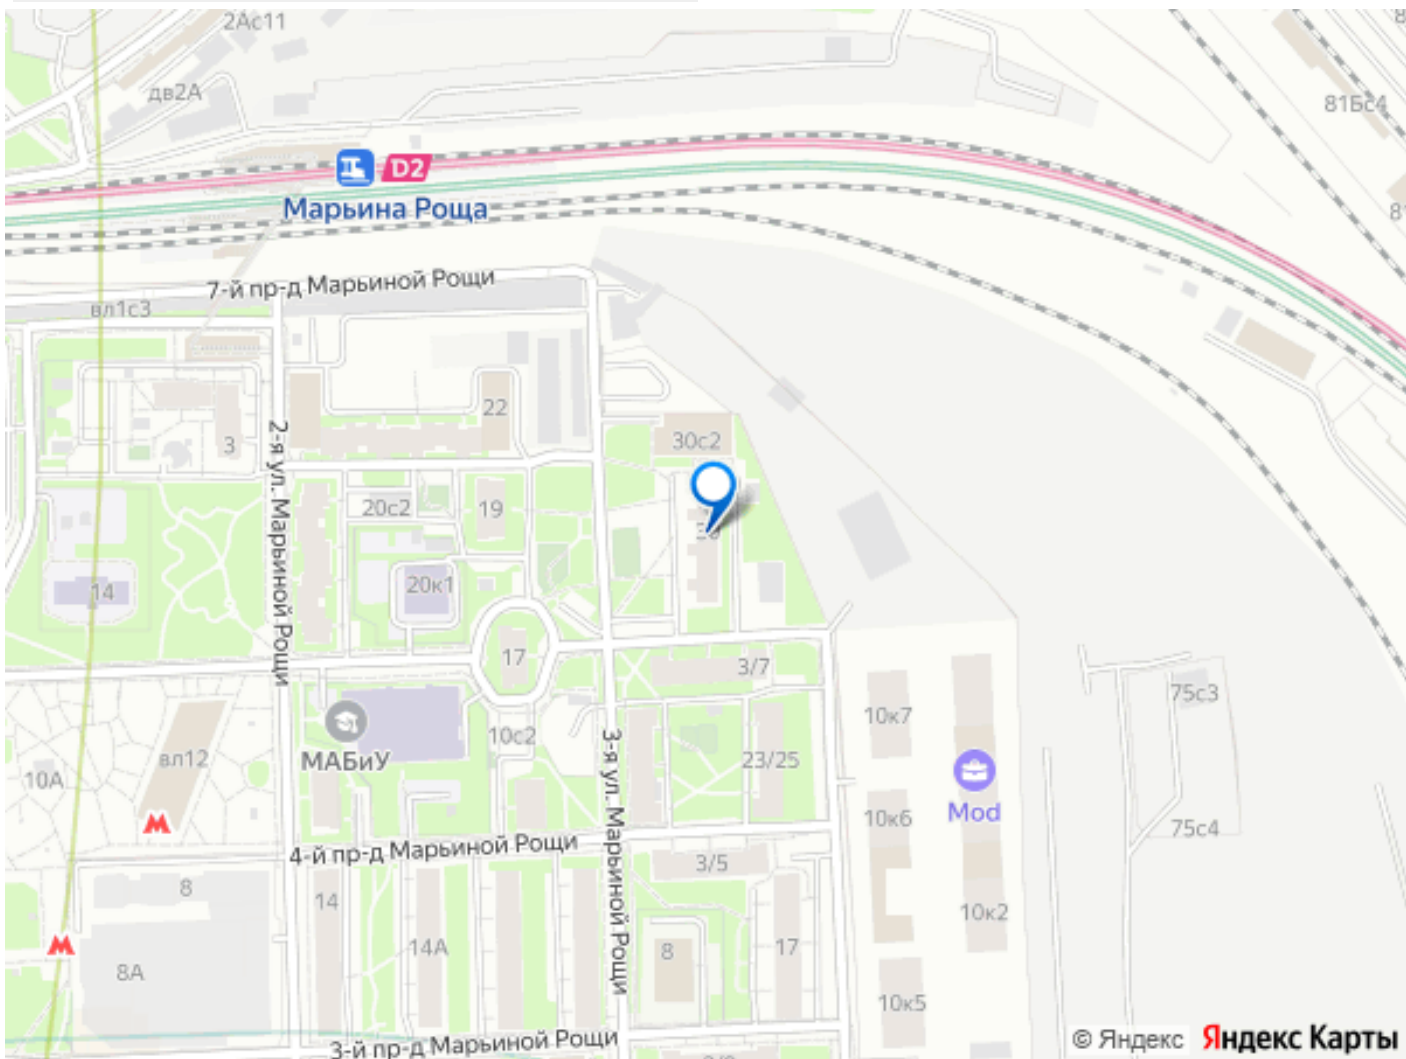 2Ас11
дв2А
81Бс4
D2
Марьина Роща
7-й пр-д Марьиной Рощи
вл1с3
22
3
2-я ул. Марьиной Рощи
30с2
20с2
19
20к1
14
17
3/7
МАБиУ
10с2
вл12
10А
3-я ул. Марьиной Рощи
23/25
10к7
75с3
Mod
10к6
75с4
4-й пр-д Марьиной Рощи
3/5
8
14
14А
8
17
10к2
8А
10к5
3-й пр-д Марьиной Рощи
© Яндекс Яндекс Карты